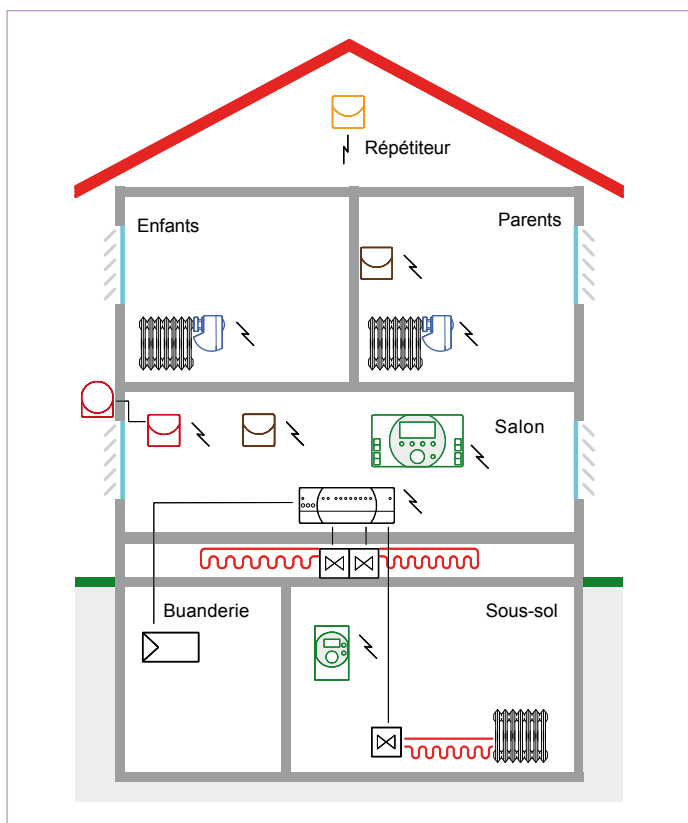 Répétiteur
Enfants
Parents
Salon
Buanderie
Sous-sol